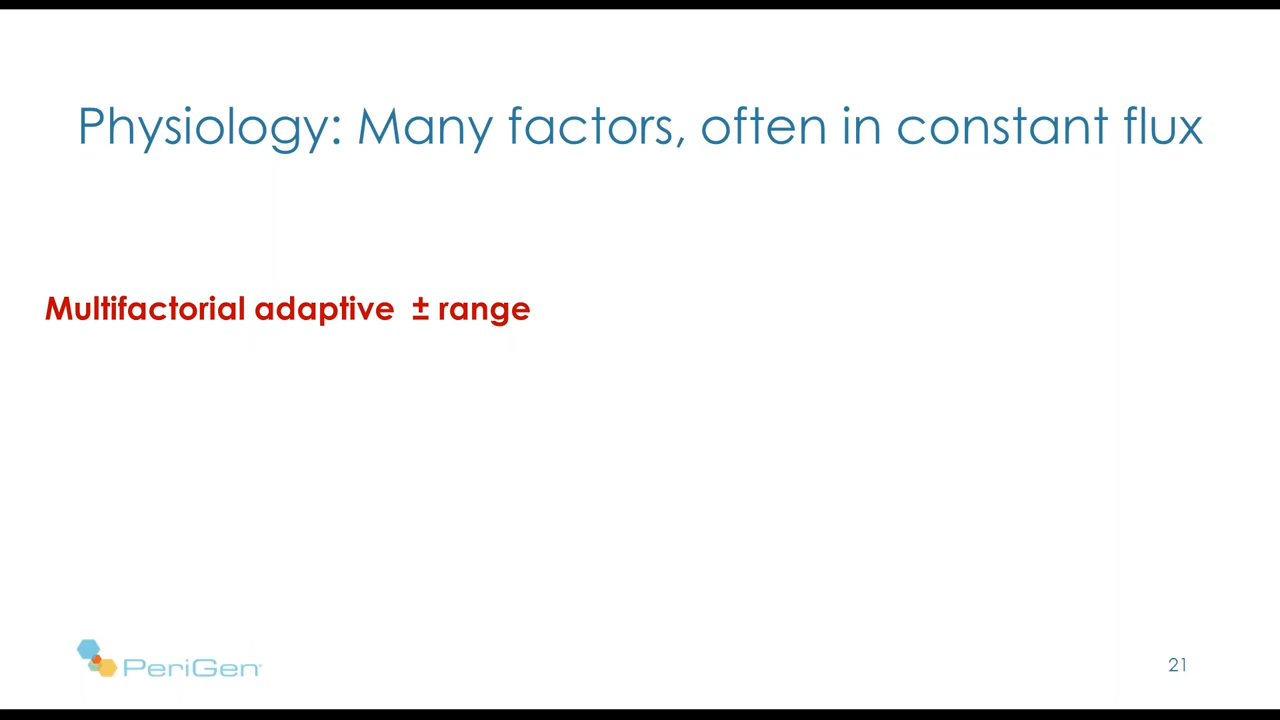 Physiology: Many factors, often in constant flux
Multifactorial adaptive ± range
PeriGen
21